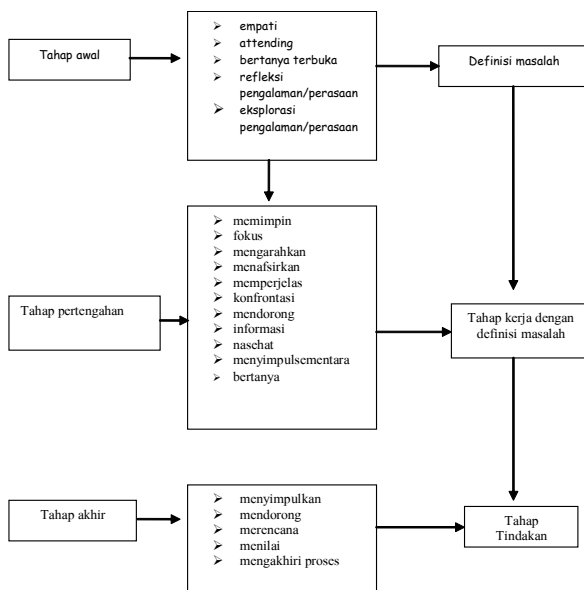 Tahap awal
empati
attending
bertanya terbuka
refleksi
pengalaman/perasaan
eksplorasi
pengalaman/perasaan
Definisi masalah
Tahap pertengahan
memimpin
fokus
mengarahkan
menafsirkan
memperjelas
konfrontasi
mendorong
informasi
nasehat
menyimpulsementara
bertanya
Tahap kerja dengan
definisi masalah
Tahap akhir
menyimpulkan
mendorong
merencana
menilai
mengakhiri proses
Tahap
Tindakan